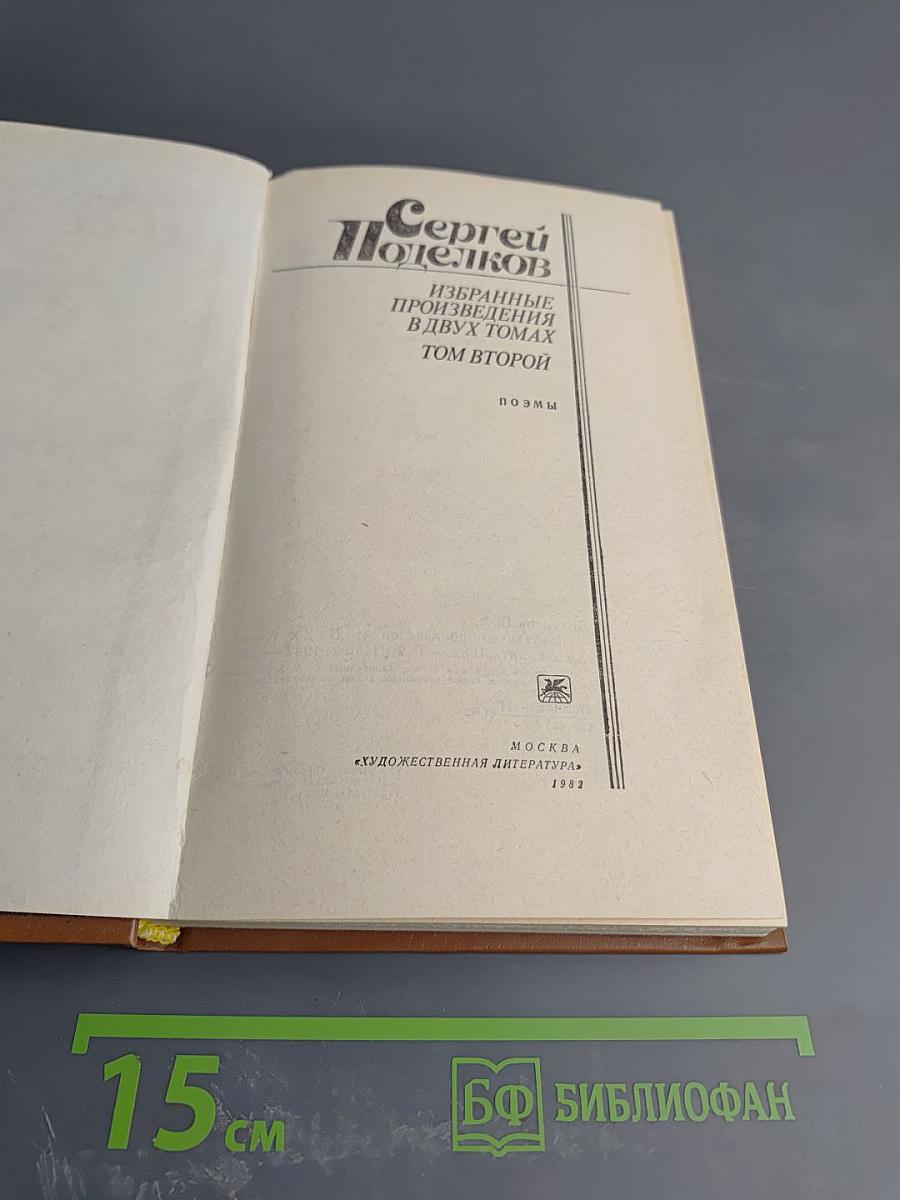 Сергей
Поделков
ИЗБРАННЫЕ
ПРОИЗВЕДЕНИЯ
В ДВУХ ТОМАХ
ТОМ ВТОРОЙ
ПОЭМЫ
МОСКВА
«ХУДОЖЕСТВЕННАЯ ЛИТЕРАТУРА»
1982
15 см
БФ БИБЛИОФАН